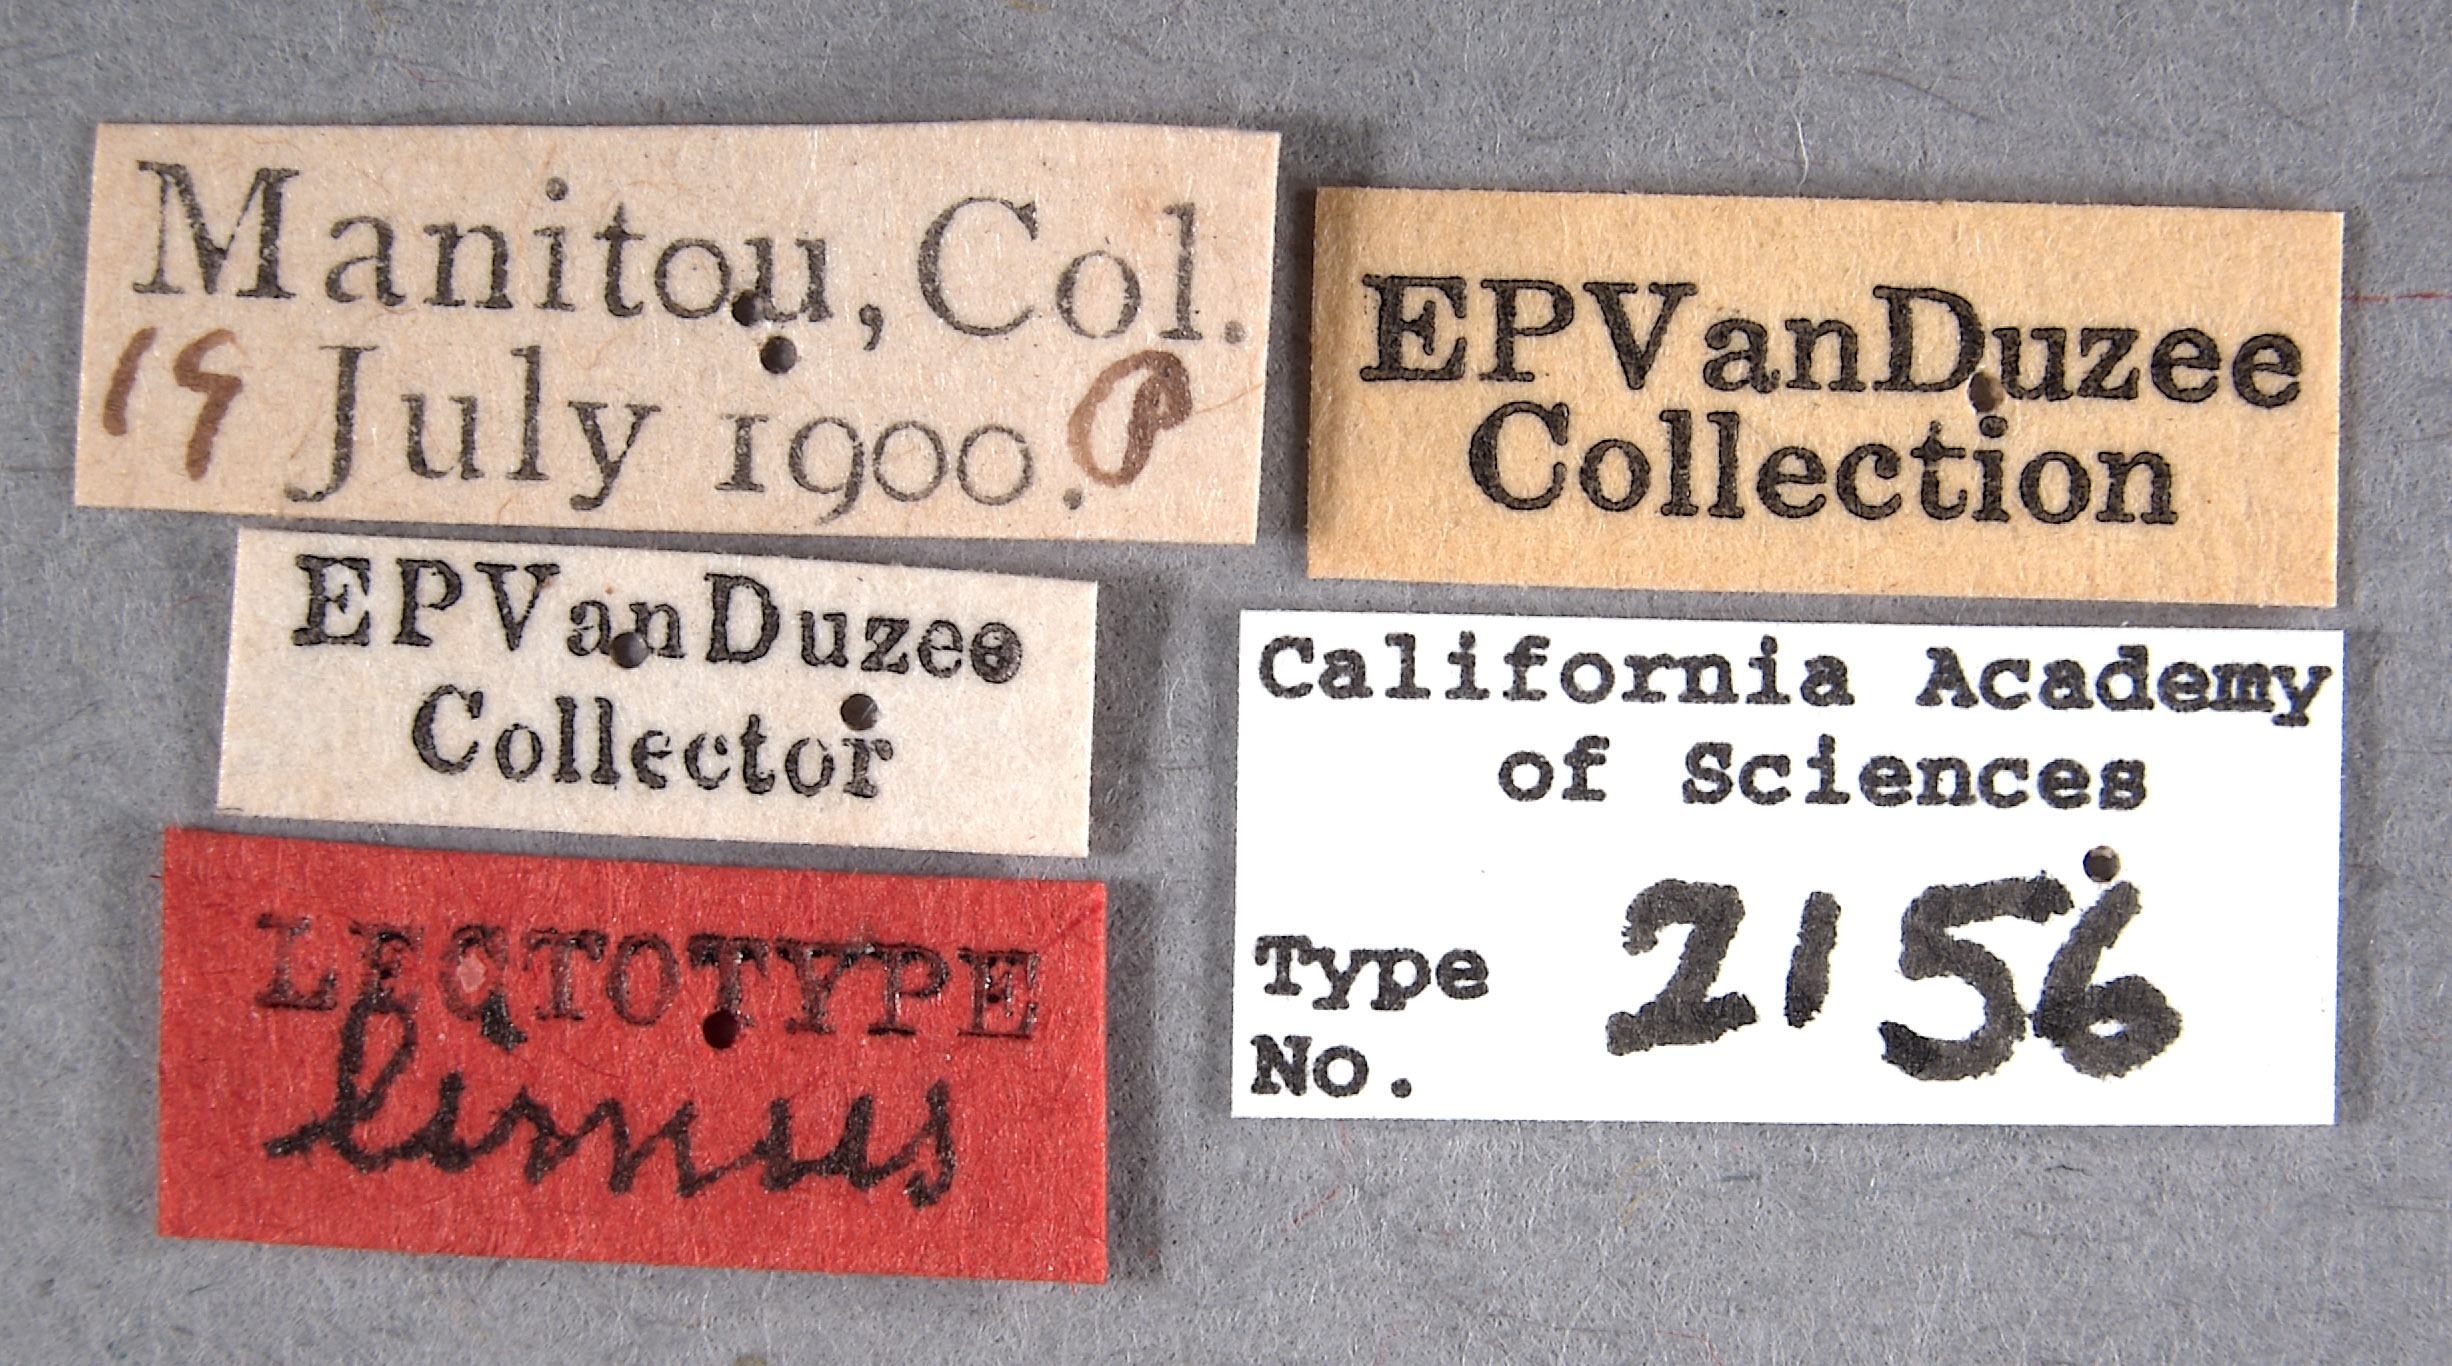 Manitou, Col.
19 July 1900. P
EPVanDuzee
Collector
LECTOTYPE
limus
EPVanDuzee
Collection
California Academy
of Sciences
Type
No. 2156